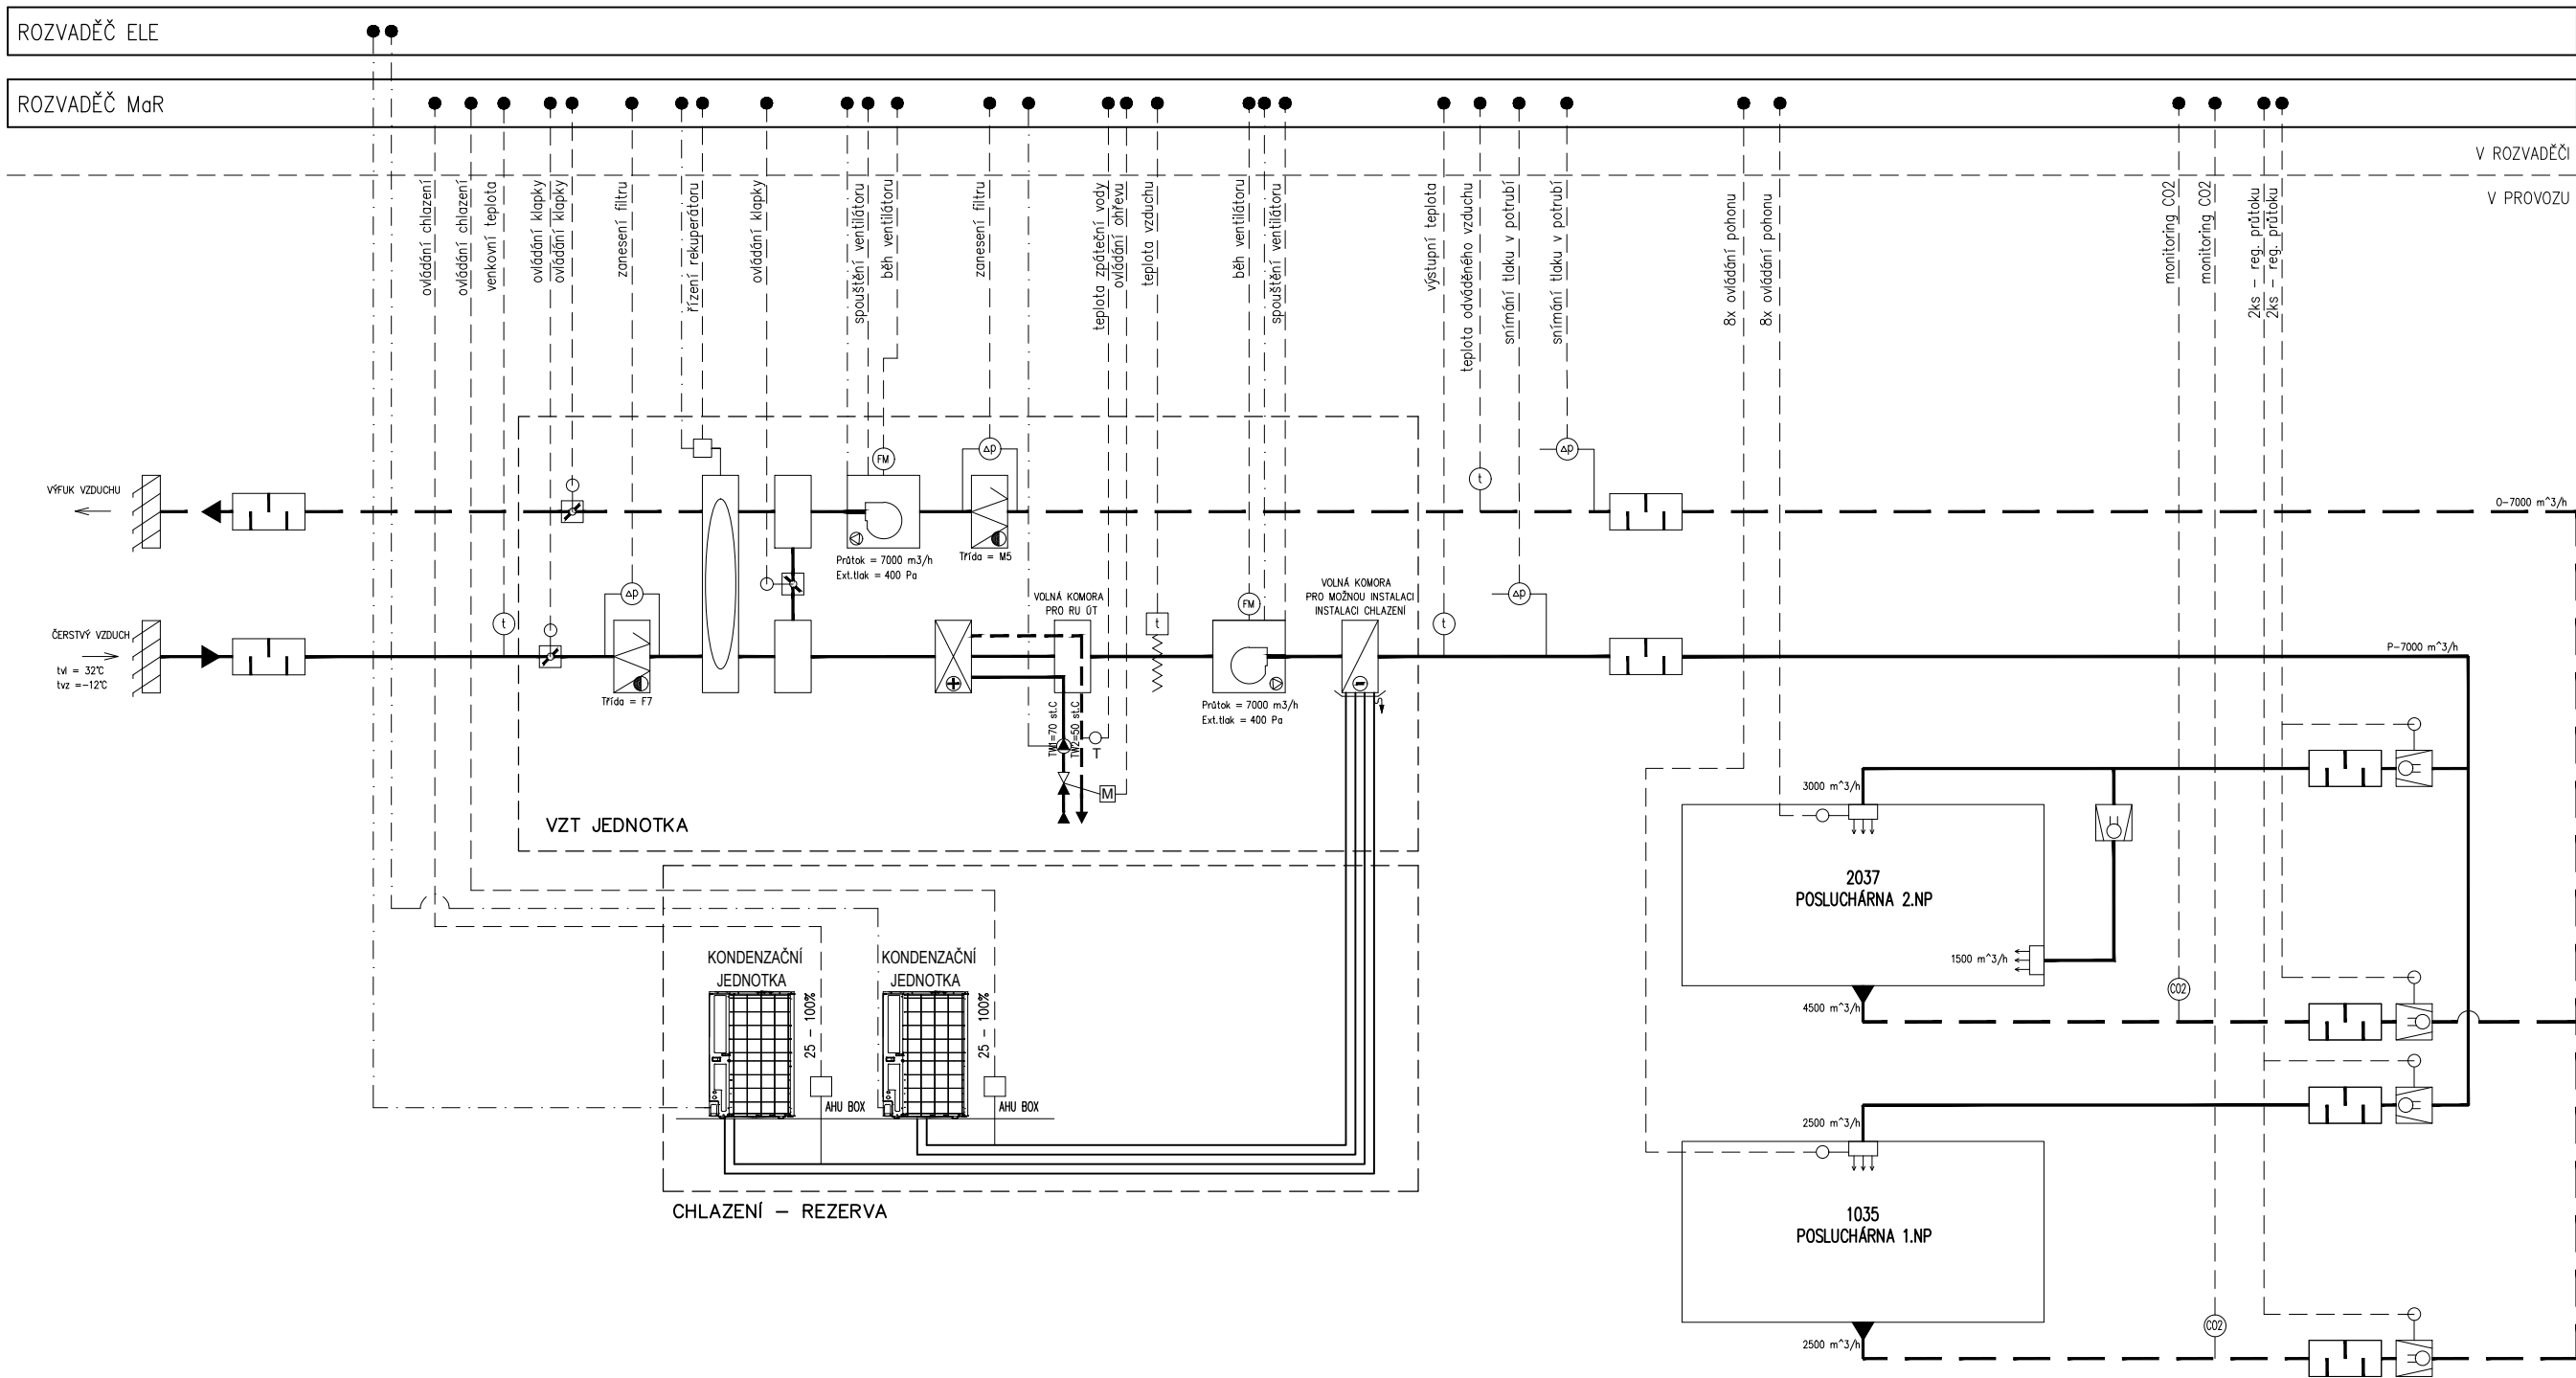 ROZVADĚČ ELE
ROZVADĚČ MaR
V ROZVADĚČI
V PROVOZU
ovládání chlazení
ovládání chlazení
venkovní teplota
ovládání klapky
ovládání klapky
zanesení filtru
řízení rekuperátoru
ovládání klapky
spouštění ventilátoru
běh ventilátoru
zanesení filtru
teplota zpáteční vody
ovládání ohřevu
teplota vzduchu
běh ventilátoru
spouštění ventilátoru
výstupní teplota
teplota odváděného vzduchu
snímání tlaku v potrubí
snímání tlaku v potrubí
8x ovládání pohonu
8x ovládání pohonu
monitoring CO2
monitoring CO2
2ks - reg. průtoku
2ks - reg. průtoku
FM
Δp
Δp
t
VÝFUK VZDUCHU
O-7000 m^3/h
Průtok = 7000 m3/h
Ext.tlak = 400 Pa
Třída = M5
Δp
Δp
FM
VOLNÁ KOMORA
PRO RU ÚT
VOLNÁ KOMORA
PRO MOŽNOU INSTALACI
INSTALACI CHLAZENÍ
t
t
t
ČERSTVÝ VZDUCH
tvl = 32°C
tvz =-12°C
P-7000 m^3/h
Třída = F7
Průtok = 7000 m3/h
Ext.tlak = 400 Pa
TW1=70 st.C
TW2=50 st.C
T
M
VZT JEDNOTKA
3000 m^3/h
2037
POSLUCHÁRNA 2.NP
1500 m^3/h
4500 m^3/h
CO2
KONDENZAČNÍ
JEDNOTKA
KONDENZAČNÍ
JEDNOTKA
25 - 100%
25 - 100%
AHU BOX
AHU BOX
CHLAZENÍ - REZERVA
2500 m^3/h
1035
POSLUCHÁRNA 1.NP
2500 m^3/h
CO2